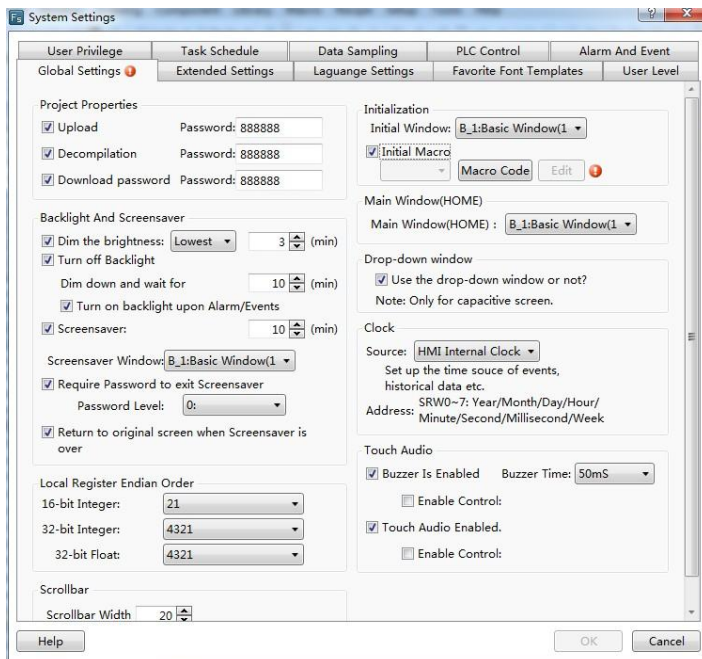 System Settings
User Privilege
Task Schedule
Data Sampling
PLC Control
Alarm And Event
Global Settings
Extended Settings
Laguange Settings
Favorite Font Templates
User Level
Project Properties
Upload Password: 888888
Decompilation Password: 888888
Download password Password: 888888
Backlight And Screensaver
Dim the brightness: Lowest 3 (min)
Turn off Backlight
Dim down and wait for 10 (min)
Turn on backlight upon Alarm/Events
Screensaver: 10 (min)
Screensaver Window: B_1:Basic Window(1
Require Password to exit Screensaver
Password Level: 0:
Return to original screen when Screensaver is
over
Local Register Endian Order
16-bit Integer: 21
32-bit Integer: 4321
32-bit Float: 4321
Scrollbar
Scrollbar Width 20
Initialization
Initial Window: B_1:Basic Window(1
Initial Macro
Macro Code Edit
Main Window(HOME)
Main Window(HOME) : B_1:Basic Window(1
Drop-down window
Use the drop-down window or not?
Note: Only for capacitive screen.
Clock
Source: HMI Internal Clock
Set up the time souce of events,
historical data etc.
Address: SRW0~7: Year/Month/Day/Hour/
Minute/Second/Millisecond/Week
Touch Audio
Buzzer Is Enabled Buzzer Time: 50mS
Enable Control:
Touch Audio Enabled.
Enable Control:
Help
OK
Cancel